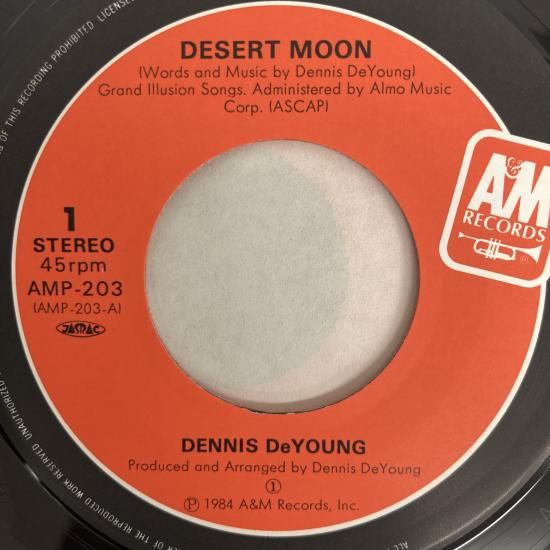 DESERT MOON
(Words and Music by Dennis DeYoung)
Grand Illusion Songs. Administered by Almo Music
Corp. (ASCAP)
A&M
RECORDS
®
1
STEREO
45rpm
AMP-203
(AMP-203-A)
JASRAC
DENNIS DeYOUNG
Produced and Arranged by Dennis DeYoung
①
Ⓟ 1984 A&M Records, Inc.
OF THE REPRODUCED WORK RESERVED UNAUTHORIZED
OF THIS RECORDING PROHIBITED